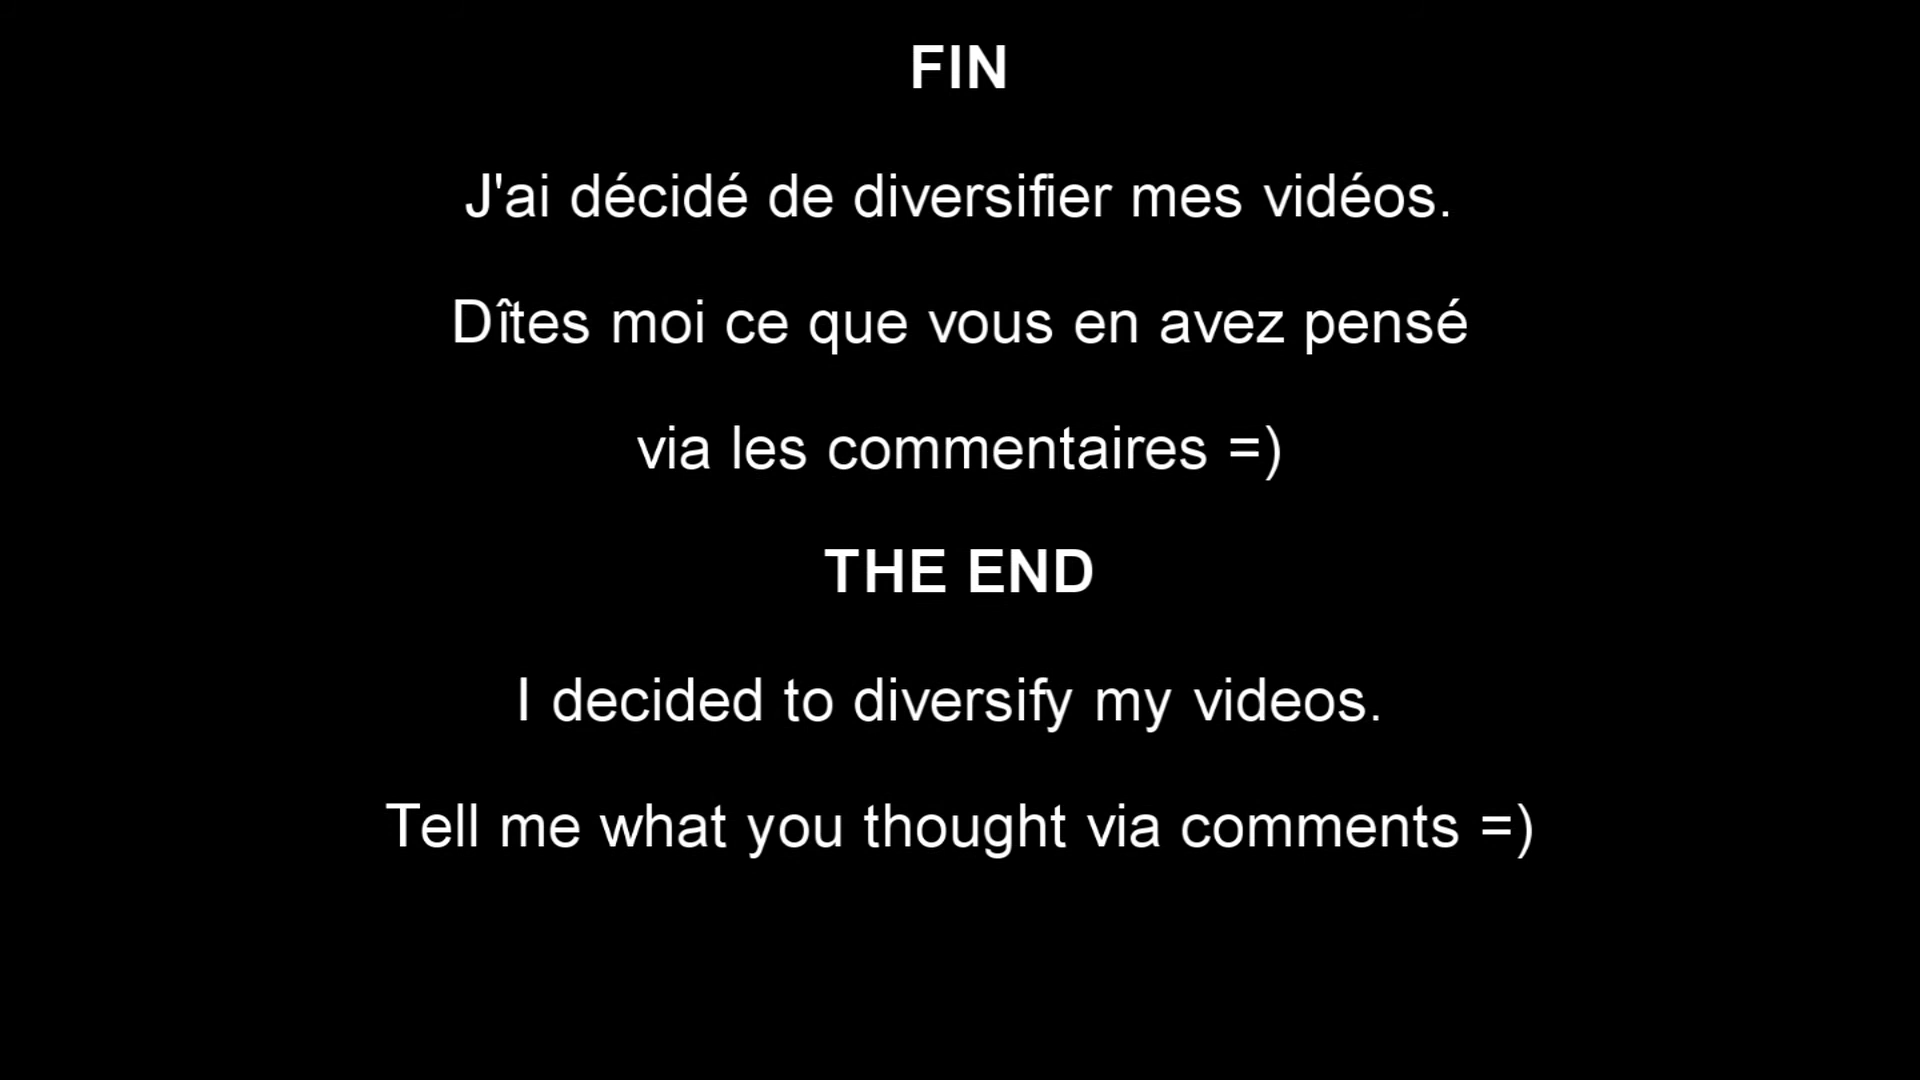 FIN
J'ai décidé de diversifier mes vidéos.
Dîtes moi ce que vous en avez pensé
via les commentaires =)
THE END
I decided to diversify my videos.
Tell me what you thought via comments =)